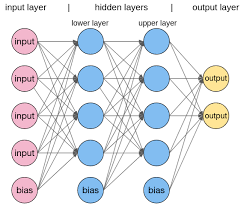 input layer | hidden layers | output layer
lower layer upper layer
input
input output
input output
input
bias bias bias